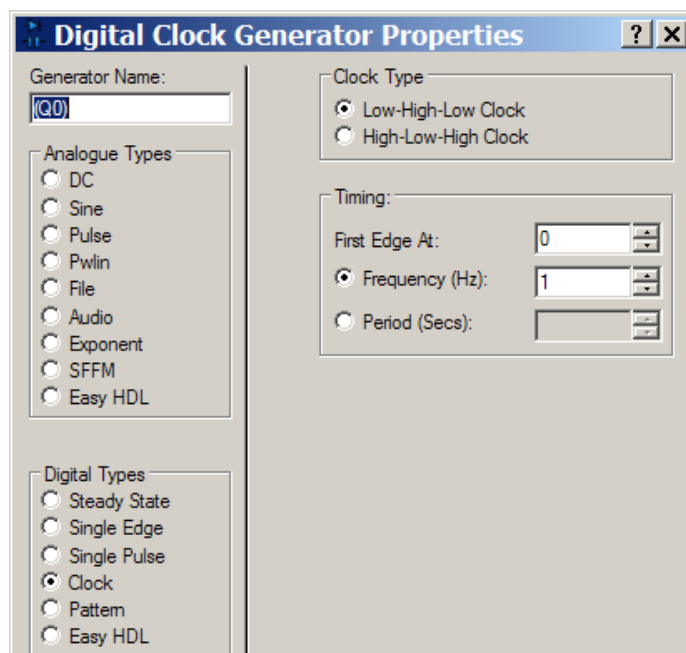 Digital Clock Generator Properties
Generator Name:
(Q0)
Analogue Types
DC
Sine
Pulse
Pwlin
File
Audio
Exponent
SFFM
Easy HDL
Digital Types
Steady State
Single Edge
Single Pulse
Clock
Pattern
Easy HDL
Clock Type
Low-High-Low Clock
High-Low-High Clock
Timing:
First Edge At: 0
Frequency (Hz): 1
Period (Secs):